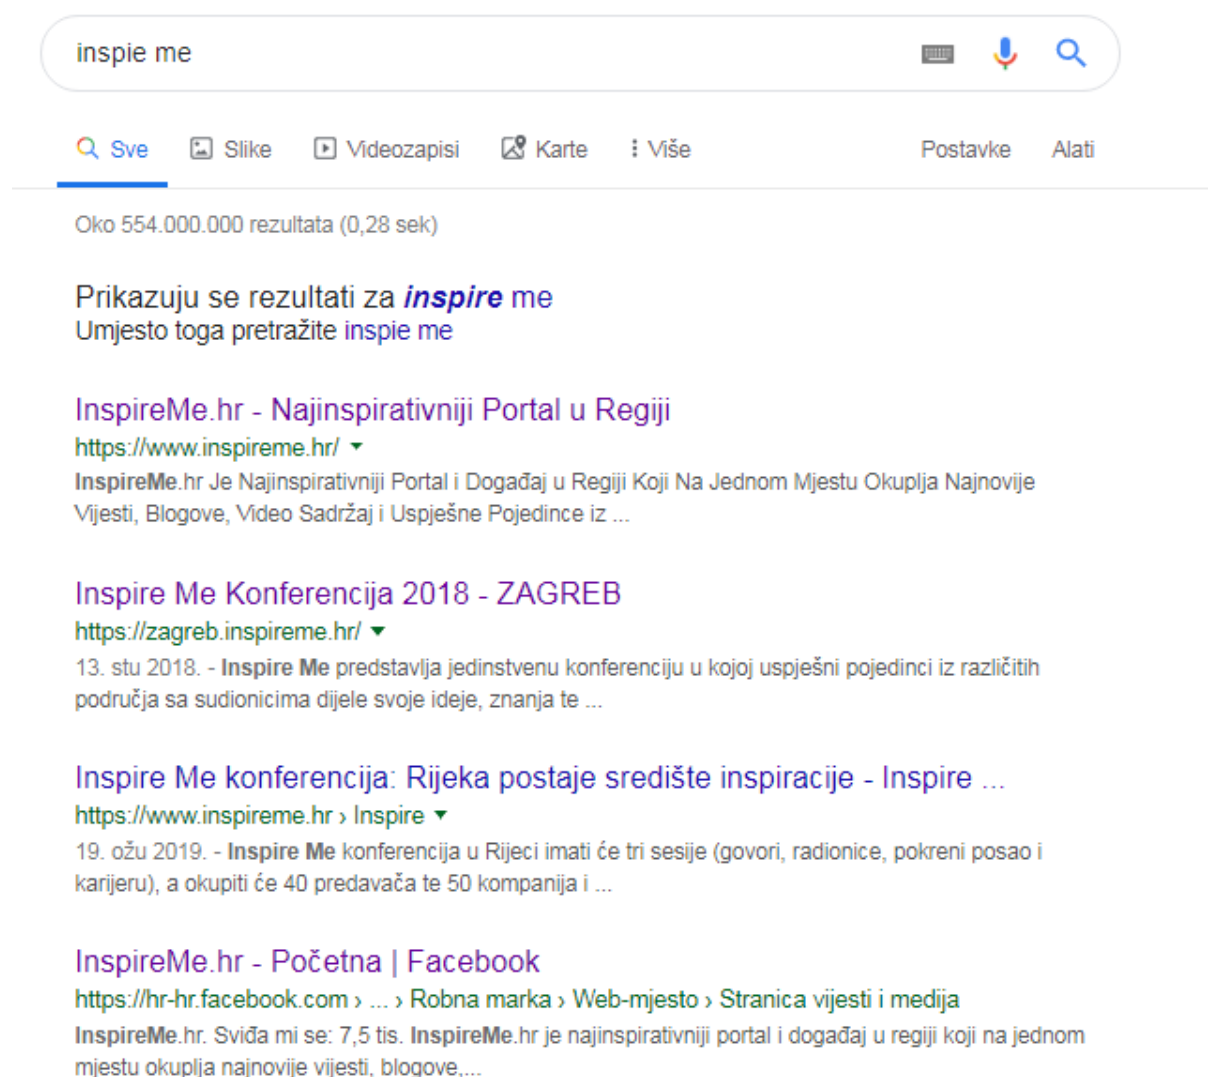 inspie me
Sve Slike Videozapisi Karte Više Postavke Alati
Oko 554.000.000 rezultata (0,28 sek)
Prikazuju se rezultati za inspire me
Umjesto toga pretražite inspie me
InspireMe.hr - Najinspirativniji Portal u Regiji
https://www.inspireme.hr/
InspireMe.hr Je Najinspirativniji Portal i Događaj u Regiji Koji Na Jednom Mjestu Okuplja Najnovije
Vijesti, Blogove, Video Sadržaj i Uspješne Pojedince iz ...
Inspire Me Konferencija 2018 - ZAGREB
https://zagreb.inspireme.hr/
13. stu 2018. - Inspire Me predstavlja jedinstvenu konferenciju u kojoj uspješni pojedinci iz različitih
područja sa sudionicima dijele svoje ideje, znanja te ...
Inspire Me konferencija: Rijeka postaje središte inspiracije - Inspire ...
https://www.inspireme.hr › Inspire
19. ožu 2019. - Inspire Me konferencija u Rijeci imati će tri sesije (govori, radionice, pokreni posao i
karijeru), a okupiti će 40 predavača te 50 kompanija i ...
InspireMe.hr - Početna | Facebook
https://hr-hr.facebook.com › ... › Robna marka › Web-mjesto › Stranica vijesti i medija
InspireMe.hr. Sviđa mi se: 7,5 tis. InspireMe.hr je najinspirativniji portal i događaj u regiji koji na jednom
mjestu okuplja najnovije vijesti, blogove,...